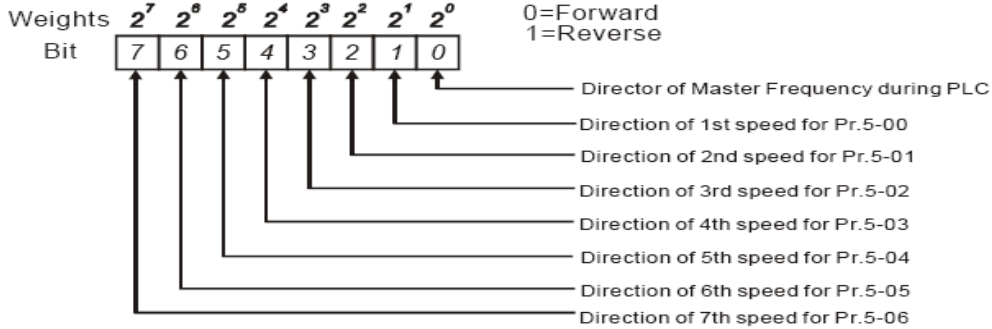 Weights 2⁷ 2⁶ 2⁵ 2⁴ 2³ 2² 2¹ 2⁰
0=Forward
1=Reverse
Bit 7 6 5 4 3 2 1 0
Director of Master Frequency during PLC
Direction of 1st speed for Pr.5-00
Direction of 2nd speed for Pr.5-01
Direction of 3rd speed for Pr.5-02
Direction of 4th speed for Pr.5-03
Direction of 5th speed for Pr.5-04
Direction of 6th speed for Pr.5-05
Direction of 7th speed for Pr.5-06